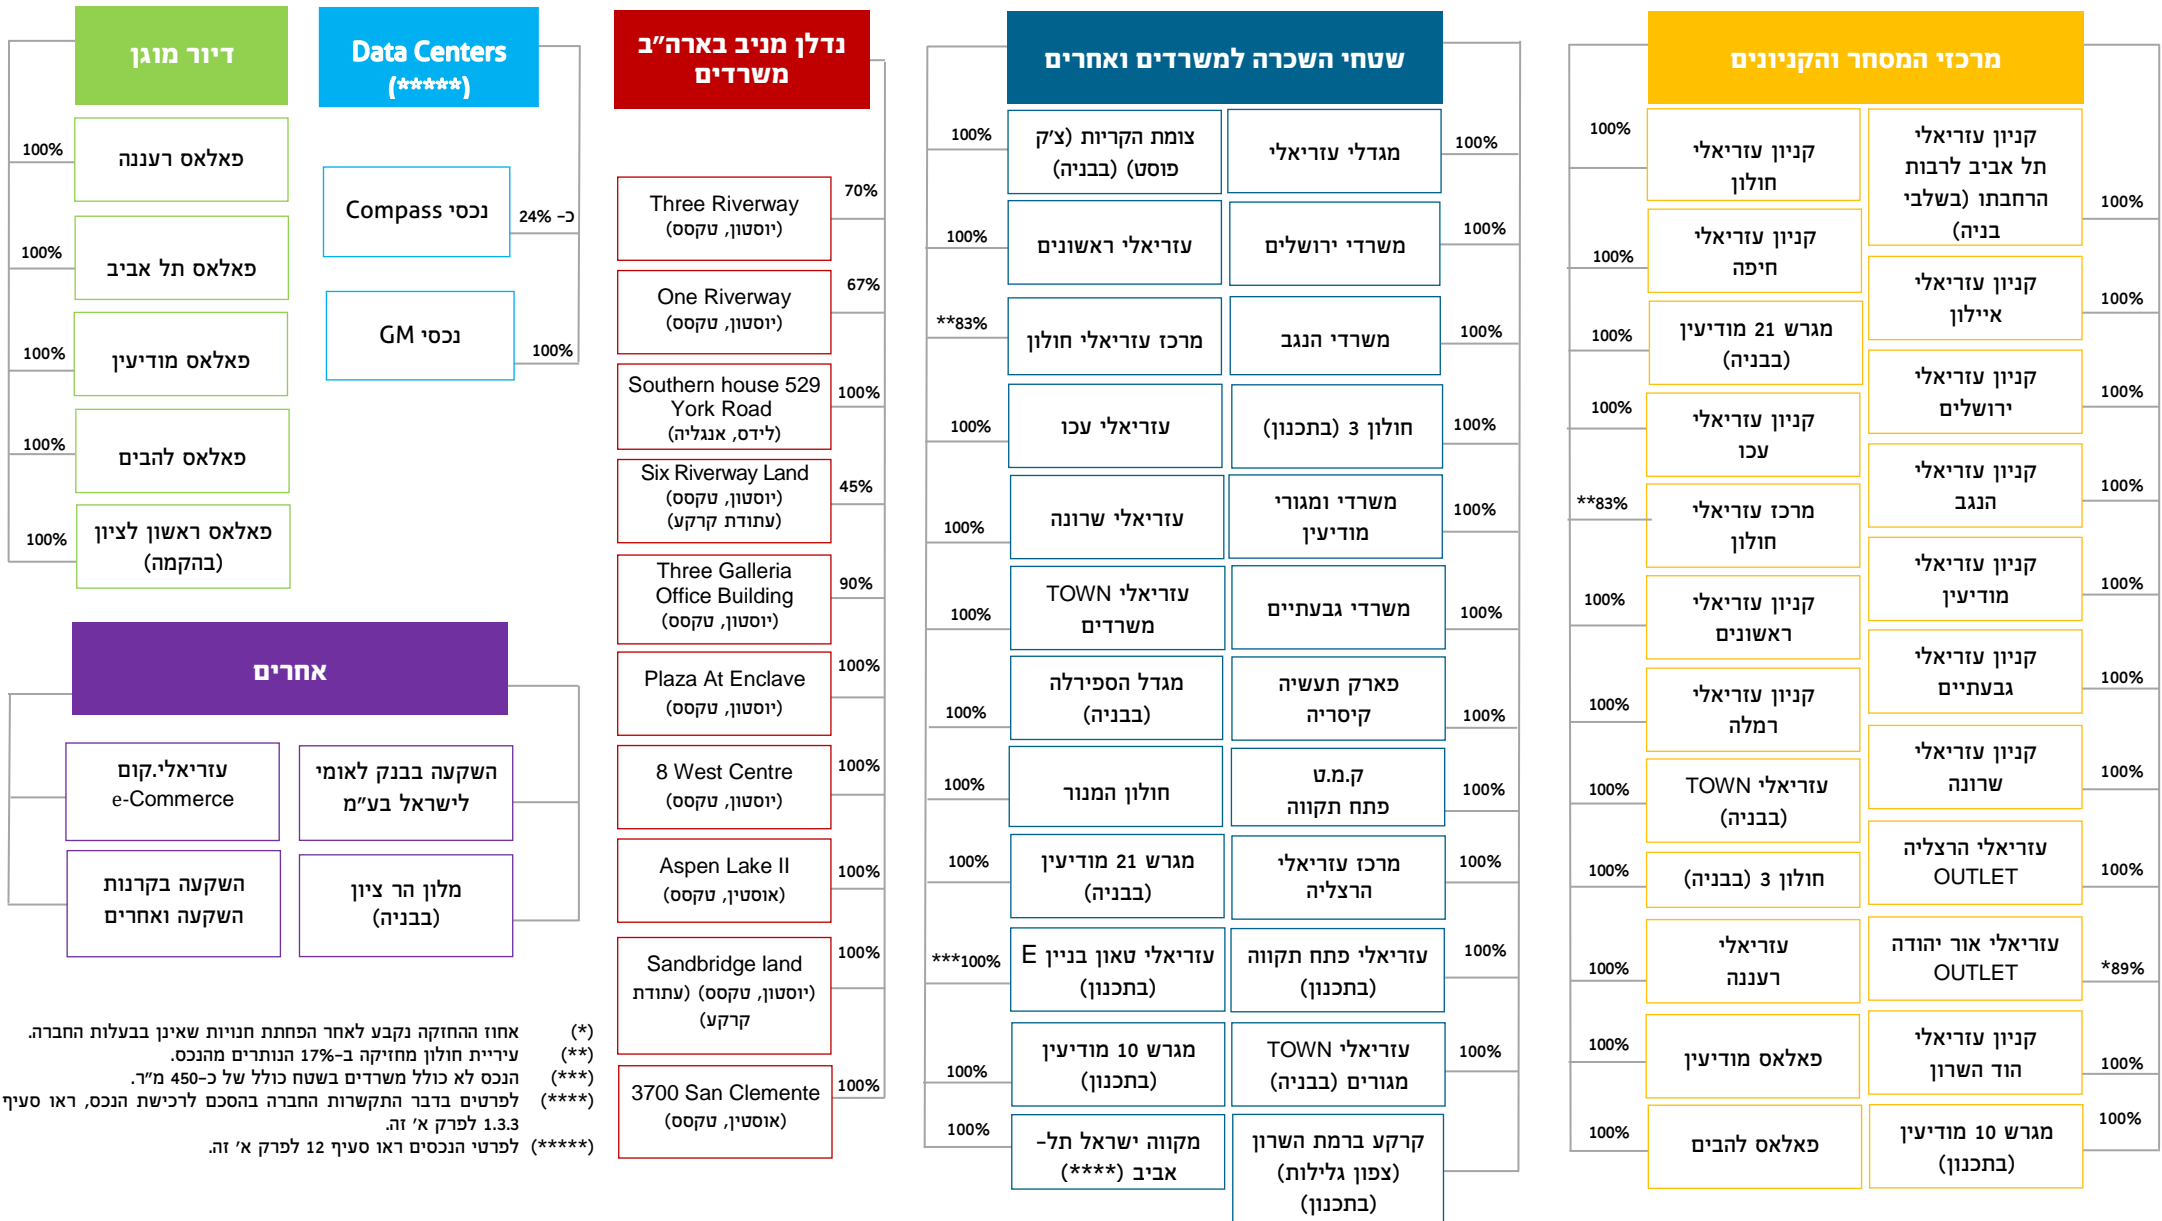 מרכזי המסחר והקניונים
קניון עזריאלי
תל אביב לרבות
הרחבתו (בשלבי
בניה)
100%
קניון עזריאלי
איילון
100%
קניון עזריאלי
ירושלים
100%
קניון עזריאלי
הנגב
100%
קניון עזריאלי
מודיעין
100%
קניון עזריאלי
גבעתיים
100%
קניון עזריאלי
שרונה
100%
עזריאלי הרצליה
OUTLET
100%
עזריאלי אור יהודה
OUTLET
*89%
קניון עזריאלי
הוד השרון
100%
מגרש 10 מודיעין
(בתכנון)
100%
קניון עזריאלי
חולון
100%
קניון עזריאלי
חיפה
100%
מגרש 21 מודיעין
(בבניה)
100%
קניון עזריאלי
עכו
100%
מרכז עזריאלי
חולון
**83%
קניון עזריאלי
ראשונים
100%
קניון עזריאלי
רמלה
100%
עזריאלי TOWN
(בבניה)
100%
חולון 3 (בבניה)
100%
עזריאלי
רעננה
100%
פאלאס מודיעין
100%
פאלאס להבים
100%
שטחי השכרה למשרדים ואחרים
מגדלי עזריאלי
100%
משרדי ירושלים
100%
משרדי הנגב
100%
חולון 3 (בתכנון)
100%
משרדי ומגורי
מודיעין
100%
משרדי גבעתיים
100%
פארק תעשיה
קיסריה
100%
ק.מ.ט
פתח תקווה
100%
מרכז עזריאלי
הרצליה
100%
עזריאלי פתח תקווה
(בתכנון)
100%
עזריאלי TOWN
מגורים (בבניה)
100%
קרקע ברמת השרון
(צפון גלילות)
(בתכנון)
צומת הקריות (צ'ק
פוסט) (בבניה)
100%
עזריאלי ראשונים
100%
מרכז עזריאלי חולון
**83%
עזריאלי עכו
100%
עזריאלי שרונה
100%
עזריאלי TOWN
משרדים
100%
מגדל הספירלה
(בבניה)
100%
חולון המנור
100%
מגרש 21 מודיעין
(בבניה)
100%
עזריאלי טאון בניין E
(בתכנון)
***100%
מגרש 10 מודיעין
(בתכנון)
100%
מקווה ישראל תל-
אביב (****)
100%
נדלן מניב בארה"ב
משרדים
Three Riverway
(יוסטון, טקסס)
70%
One Riverway
(יוסטון, טקסס)
67%
Southern house 529
York Road
(לידס, אנגליה)
100%
Six Riverway Land
(יוסטון, טקסס)
(עתודת קרקע)
45%
Three Galleria
Office Building
(יוסטון, טקסס)
90%
Plaza At Enclave
(יוסטון, טקסס)
100%
8 West Centre
(יוסטון, טקסס)
100%
Aspen Lake II
(אוסטין, טקסס)
100%
Sandbridge land
(יוסטון, טקסס) (עתודת
קרקע)
100%
3700 San Clemente
(אוסטין, טקסס)
100%
Data Centers
(*****)
נכסי Compass
כ- 24%
נכסי GM
100%
דיור מוגן
פאלאס רעננה
100%
פאלאס תל אביב
100%
פאלאס מודיעין
100%
פאלאס להבים
100%
פאלאס ראשון לציון
(בהקמה)
100%
אחרים
השקעה בבנק לאומי
לישראל בע"מ
עזריאלי.קום
e-Commerce
מלון הר ציון
(בבניה)
השקעה בקרנות
השקעה ואחרים
(*) אחוז ההחזקה נקבע לאחר הפחתת חנויות שאינן בבעלות החברה.
(**) עיריית חולון מחזיקה ב-17% הנותרים מהנכס.
(***) הנכס לא כולל משרדים בשטח כולל של כ-450 מ"ר.
(****) לפרטים בדבר התקשרות החברה בהסכם לרכישת הנכס, ראו סעיף
1.3.3 לפרק א' זה.
(*****) לפרטי הנכסים ראו סעיף 12 לפרק א' זה.